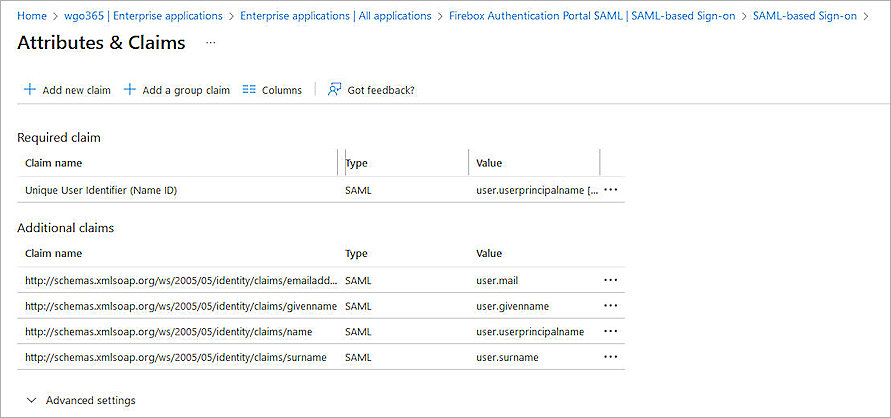 Home > wgo365 | Enterprise applications > Enterprise applications | All applications > Firebox Authentication Portal SAML | SAML-based Sign-on > SAML-based Sign-on >
Attributes & Claims ...
Add new claim Add a group claim Columns Got feedback?
Required claim
Claim name Type Value
Unique User Identifier (Name ID) SAML user.userprincipalname [... ...
Additional claims
Claim name Type Value
http://schemas.xmlsoap.org/ws/2005/05/identity/claims/emailadd... SAML user.mail ...
http://schemas.xmlsoap.org/ws/2005/05/identity/claims/givenname SAML user.givenname ...
http://schemas.xmlsoap.org/ws/2005/05/identity/claims/name SAML user.userprincipalname ...
http://schemas.xmlsoap.org/ws/2005/05/identity/claims/surname SAML user.surname ...
Advanced settings